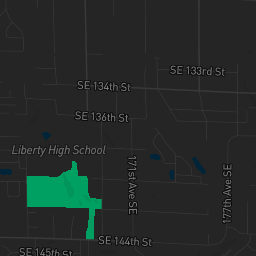 SE 133rd St
SE 134th St
SE 136th St
Liberty High School
171st Ave SE
177th Ave SE
SE 144th St
SE 145th St